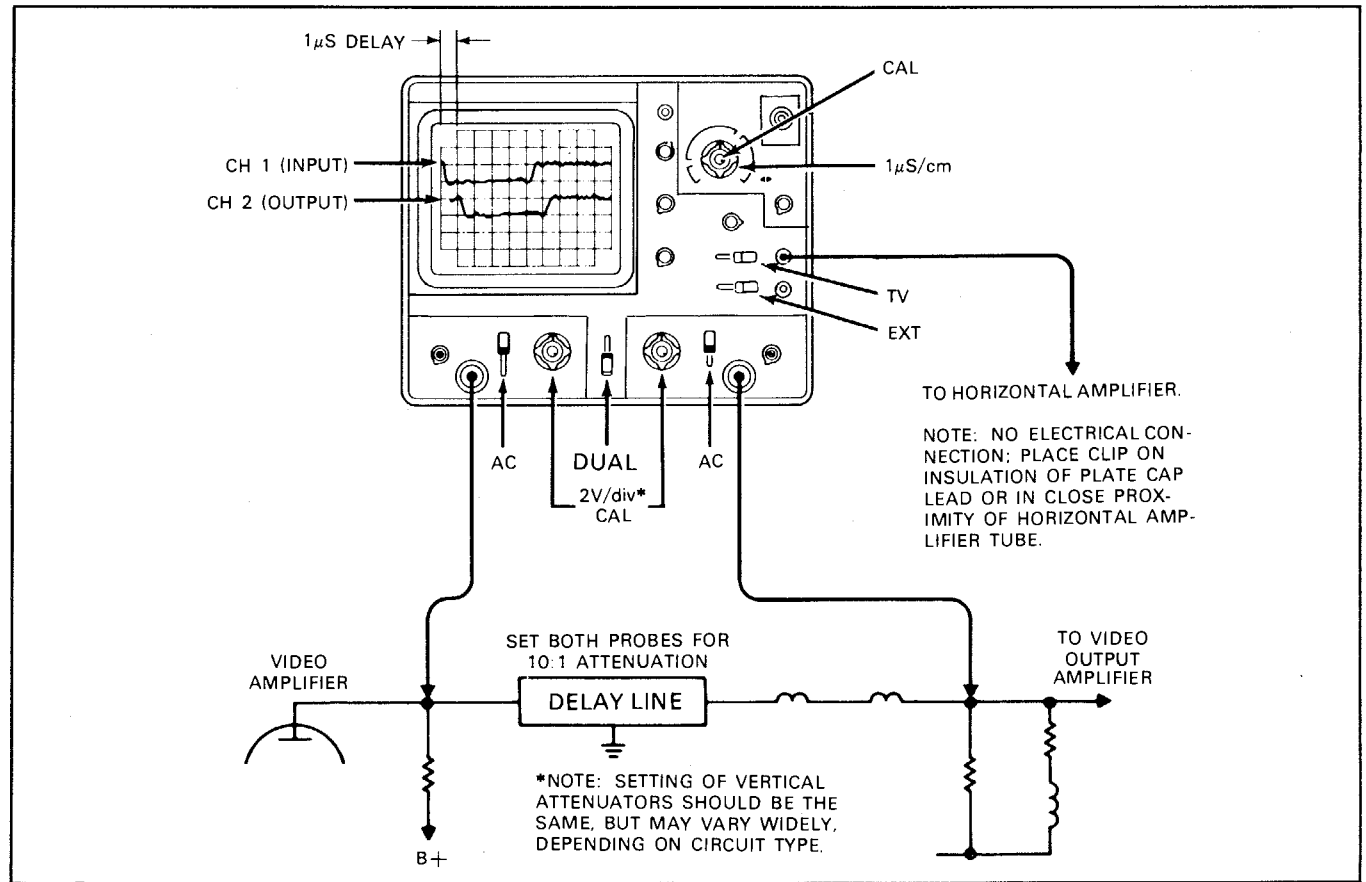 1μS DELAY
CAL
CH 1 (INPUT)
1μS/cm
CH 2 (OUTPUT)
TV
EXT
TO HORIZONTAL AMPLIFIER.
NOTE: NO ELECTRICAL CON-
NECTION; PLACE CLIP ON
INSULATION OF PLATE CAP
LEAD OR IN CLOSE PROX-
IMITY OF HORIZONTAL AMP-
LIFIER TUBE.
AC
DUAL
AC
2V/div*
CAL
SET BOTH PROBES FOR
10:1 ATTENUATION
VIDEO
AMPLIFIER
DELAY LINE
TO VIDEO
OUTPUT
AMPLIFIER
*NOTE: SETTING OF VERTICAL
ATTENUATORS SHOULD BE THE
SAME, BUT MAY VARY WIDELY,
DEPENDING ON CIRCUIT TYPE.
B+